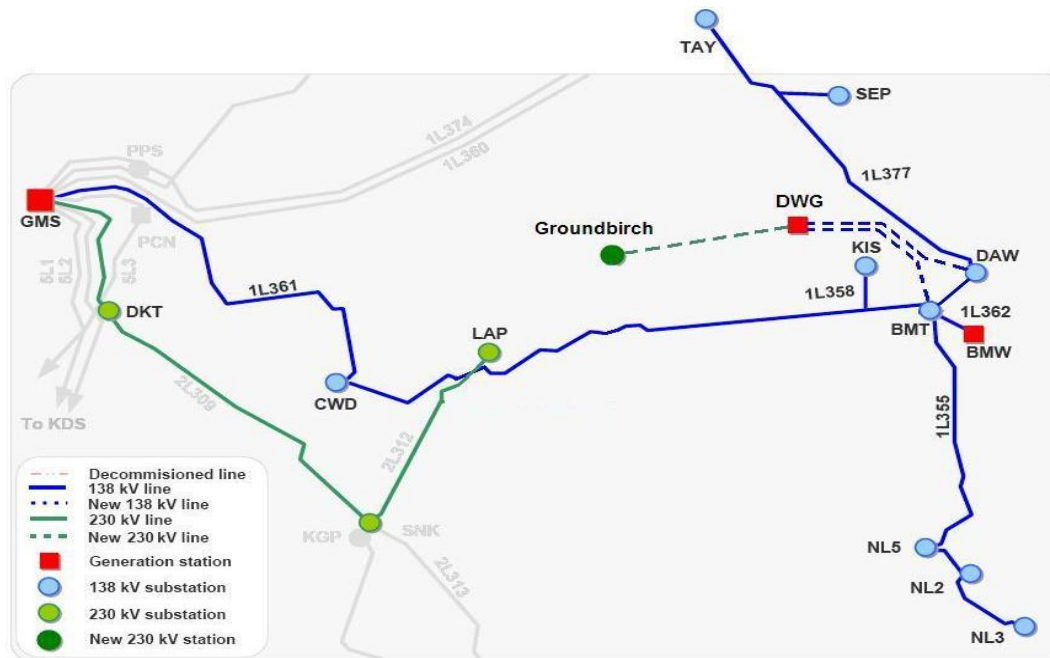 TAY
SEP
1L374
1L360
PPS
1L377
GMS
PCN
DWG
Groundbirch
KIS
DAW
5L1
5L2
5L3
1L361
1L358
DKT
BMT
1L362
LAP
BMW
CWD
2L309
1L355
To KDS
2L312
KGP
SNK
2L313
NL5
NL2
NL3
Decommisioned line
138 kV line
New 138 kV line
230 kV line
New 230 kV line
Generation station
138 kV substation
230 kV substation
New 230 kV station